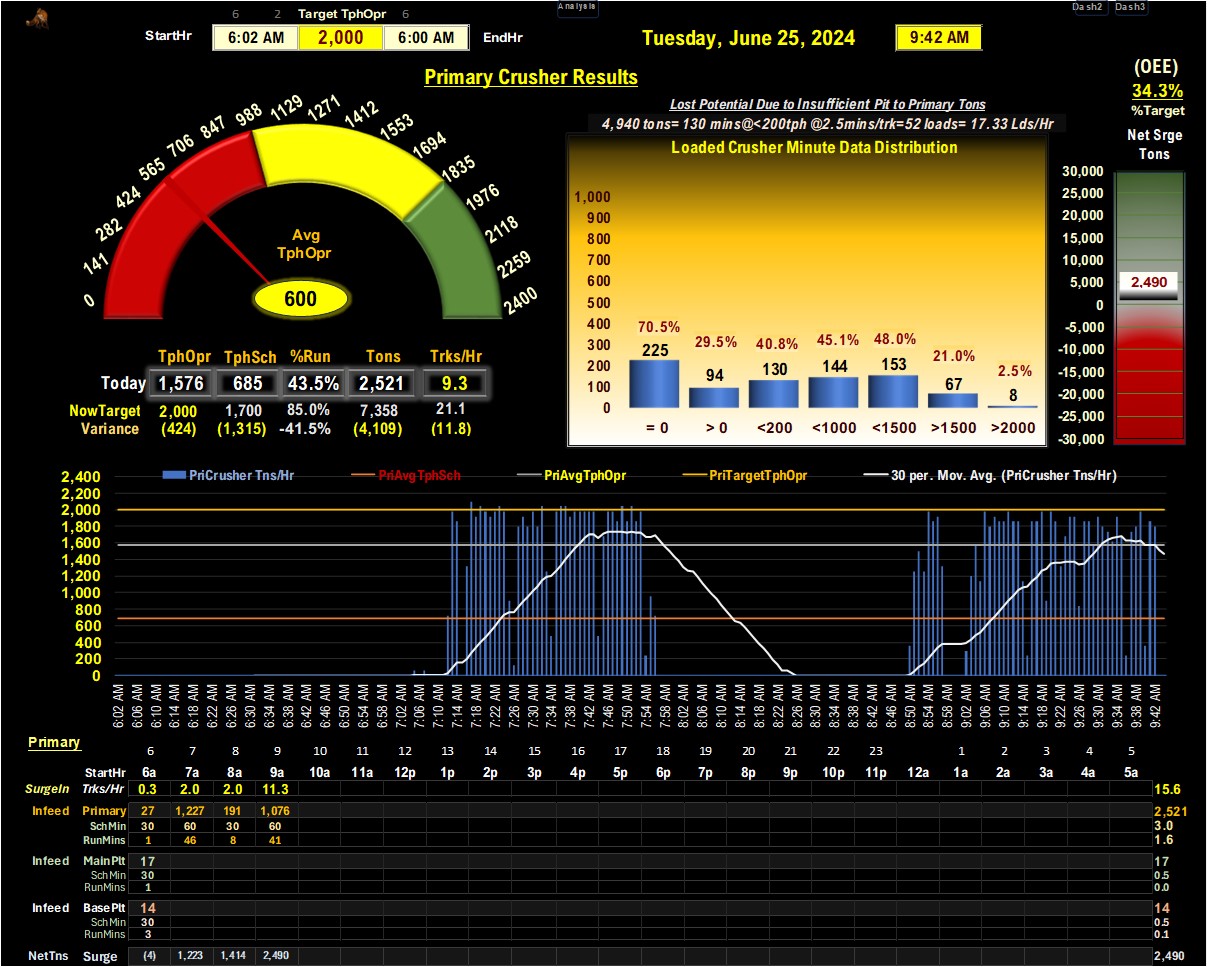 Analysis
Dash2 Dash3
6 2 Target TphOpr 6
StartHr 6:02 AM 2,000 6:00 AM EndHr
Tuesday, June 25, 2024 9:42 AM
Primary Crusher Results
(OEE)
34.3%
%Target
Net Srge
Tons
Lost Potential Due to Insufficient Pit to Primary Tons
4,940 tons= 130 mins@<200tph @2.5mins/trk=52 loads= 17.33 Lds/Hr
Loaded Crusher Minute Data Distribution
0 141 282 424 565 706 847 988 1129 1271 1412 1553 1694 1835 1976 2118 2259 2400
Avg
TphOpr
600
1,000
900
800
700
600
500
400
300
200
100
0
70.5% 29.5% 40.8% 45.1% 48.0% 21.0% 2.5%
225 94 130 144 153 67 8
= 0 > 0 <200 <1000 <1500 >1500 >2000
30,000
25,000
20,000
15,000
10,000
5,000
0
-5,000
-10,000
-15,000
-20,000
-25,000
-30,000
2,490
TphOpr TphSch %Run Tons Trks/Hr
Today 1,576 685 43.5% 2,521 9.3
NowTarget 2,000 1,700 85.0% 7,358 21.1
Variance (424) (1,315) -41.5% (4,109) (11.8)
PriCrusher Tns/Hr PriAvgTphSch PriAvgTphOpr PriTargetTphOpr 30 per. Mov. Avg. (PriCrusher Tns/Hr)
2,400
2,200
2,000
1,800
1,600
1,400
1,200
1,000
800
600
400
200
0
6:02 AM 6:06 AM 6:10 AM 6:14 AM 6:18 AM 6:22 AM 6:26 AM 6:30 AM 6:34 AM 6:38 AM 6:42 AM 6:46 AM 6:50 AM 6:54 AM 6:58 AM 7:02 AM 7:06 AM 7:10 AM 7:14 AM 7:18 AM 7:22 AM 7:26 AM 7:30 AM 7:34 AM 7:38 AM 7:42 AM 7:46 AM 7:50 AM 7:54 AM 7:58 AM 8:02 AM 8:06 AM 8:10 AM 8:14 AM 8:18 AM 8:22 AM 8:26 AM 8:30 AM 8:34 AM 8:38 AM 8:42 AM 8:46 AM 8:50 AM 8:54 AM 8:58 AM 9:02 AM 9:06 AM 9:10 AM 9:14 AM 9:18 AM 9:22 AM 9:26 AM 9:30 AM 9:34 AM 9:38 AM 9:42 AM
Primary
6 7 8 9 10 11 12 13 14 15 16 17 18 19 20 21 22 23 1 2 3 4 5
StartHr 6a 7a 8a 9a 10a 11a 12p 1p 2p 3p 4p 5p 6p 7p 8p 9p 10p 11p 12a 1a 2a 3a 4a 5a
SurgeIn Trks/Hr 0.3 2.0 2.0 11.3 15.6
Infeed Primary 27 1,227 191 1,076 2,521
SchMin 30 60 30 60 3.0
RunMins 1 46 8 41 1.6
Infeed MainPlt 17 17
SchMin 30 0.5
RunMins 1 0.0
Infeed BasePlt 14 14
SchMin 30 0.5
RunMins 3 0.1
NetTns Surge (4) 1,223 1,414 2,490 2,490